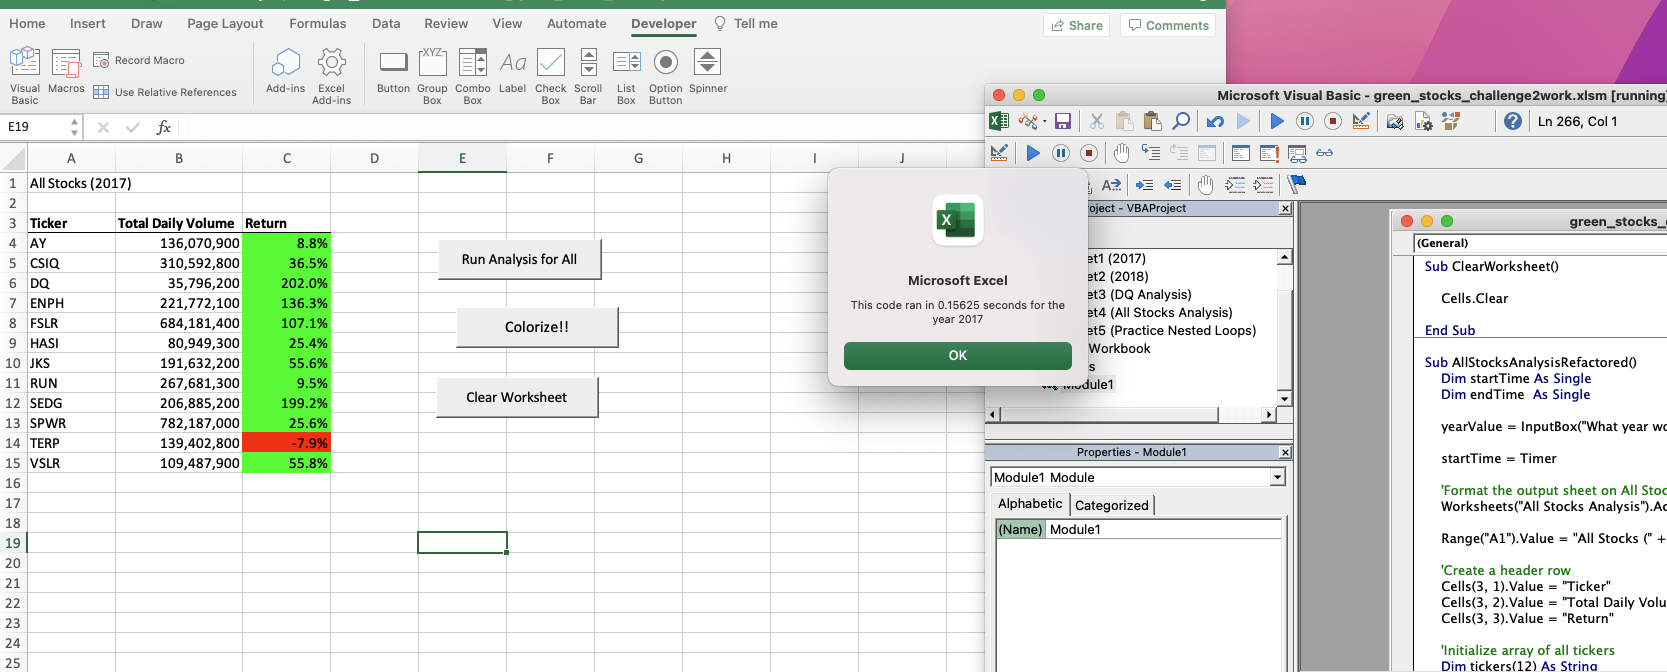 Home Insert Draw Page Layout Formulas Data Review View Automate Developer Tell me
Share Comments
Visual Basic
Macros
Record Macro
Use Relative References
Add-ins
Excel Add-ins
Button
XYZ
Group Box
Combo Box
Aa
Label
Check Box
Scroll Bar
List Box
Option Button
Spinner
E19
fx
A B C D E F G H I J
1 All Stocks (2017)
2
3 Ticker Total Daily Volume Return
4 AY 136,070,900 8.8%
5 CSIQ 310,592,800 36.5%
6 DQ 35,796,200 202.0%
7 ENPH 221,772,100 136.3%
8 FSLR 684,181,400 107.1%
9 HASI 80,949,300 25.4%
10 JKS 191,632,200 55.6%
11 RUN 267,681,300 9.5%
12 SEDG 206,885,200 199.2%
13 SPWR 782,187,000 25.6%
14 TERP 139,402,800 -7.9%
15 VSLR 109,487,900 55.8%
16
17
18
19
20
21
22
23
24
25
Run Analysis for All
Colorize!!
Clear Worksheet
X
Microsoft Excel
This code ran in 0.15625 seconds for the
year 2017
OK
Microsoft Visual Basic - green_stocks_challenge2work.xlsm [running]
Ln 266, Col 1
oject - VBAProject
et1 (2017)
et2 (2018)
et3 (DQ Analysis)
et4 (All Stocks Analysis)
et5 (Practice Nested Loops)
Workbook
s
Module1
Properties - Module1
Module1 Module
Alphabetic Categorized
(Name) Module1
green_stocks_
(General)
Sub ClearWorksheet()
Cells.Clear
End Sub
Sub AllStocksAnalysisRefactored()
Dim startTime As Single
Dim endTime As Single
yearValue = InputBox("What year wo
startTime = Timer
'Format the output sheet on All Stoc
Worksheets("All Stocks Analysis").Ac
Range("A1").Value = "All Stocks (" +
'Create a header row
Cells(3, 1).Value = "Ticker"
Cells(3, 2).Value = "Total Daily Volu
Cells(3, 3).Value = "Return"
'Initialize array of all tickers
Dim tickers(12) As String